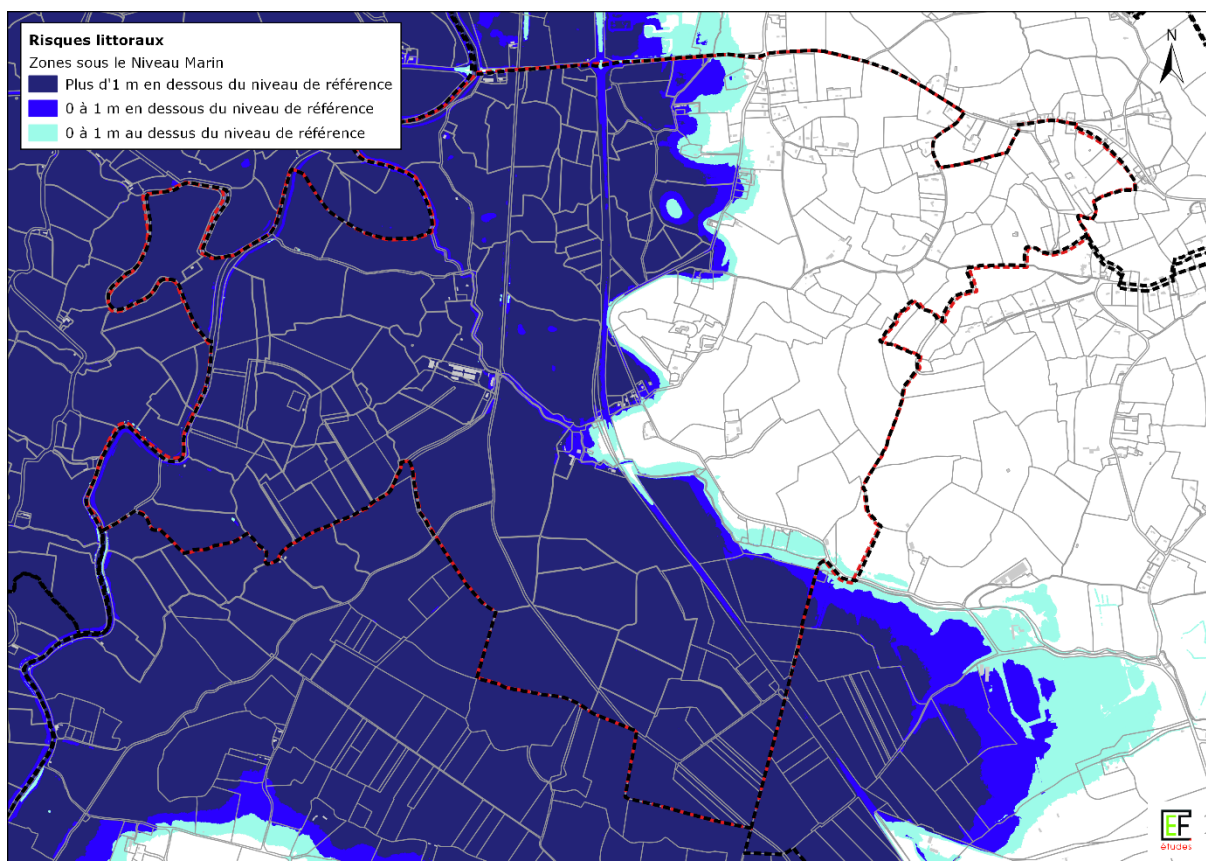 Risques littoraux
Zones sous le Niveau Marin
Plus d'1 m en dessous du niveau de référence
0 à 1 m en dessous du niveau de référence
0 à 1 m au dessus du niveau de référence
N
EF
études